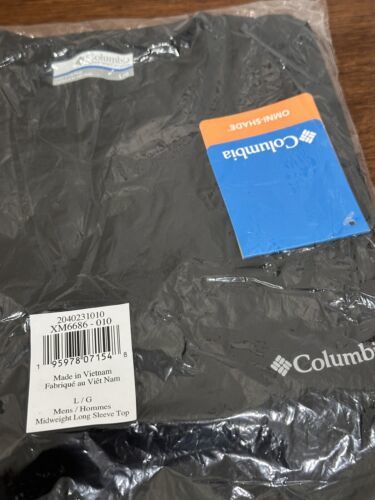 Columbia
OMNI-SHADE™
Columbia
2040231010
XM6686 - 010
1 95978 07154 8
Made in Vietnam
Fabriqué au Viêt Nam
L / G
Mens / Hommes
Midweight Long Sleeve Top
Columbia